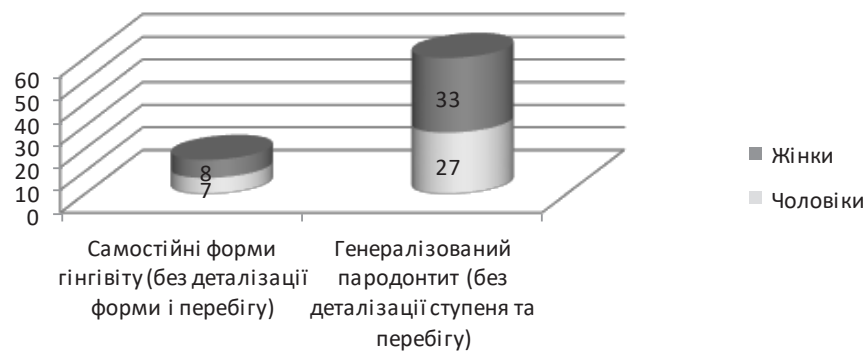 60
50
40
30
20
10
0
33
27
8
7
Жінки
Чоловіки
Самостійні форми
гінгівіту (без деталізації
форми і перебігу)
Генералізований
пародонтит (без
деталізації ступеня та
перебігу)